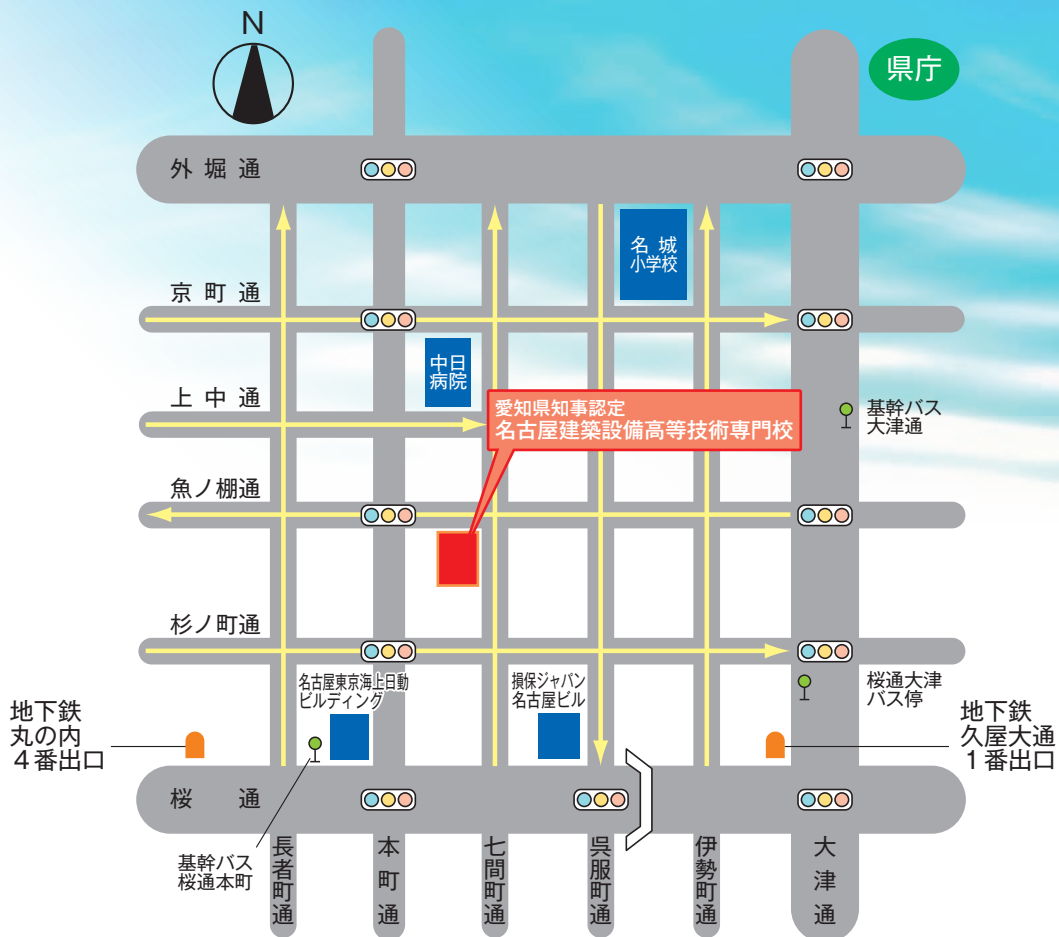 N
県庁
外堀通
名城
小学校
京町通
中日
病院
上中通
愛知県知事認定
名古屋建築設備高等技術専門校
基幹バス
大津通
魚ノ棚通
杉ノ町通
名古屋東京海上日動
ビルディング
損保ジャパン
名古屋ビル
桜通大津
バス停
地下鉄
丸の内
4番出口
地下鉄
久屋大通
1番出口
桜通
基幹バス
桜通本町
長者町通
本町通
七間町通
呉服町通
伊勢町通
大津通